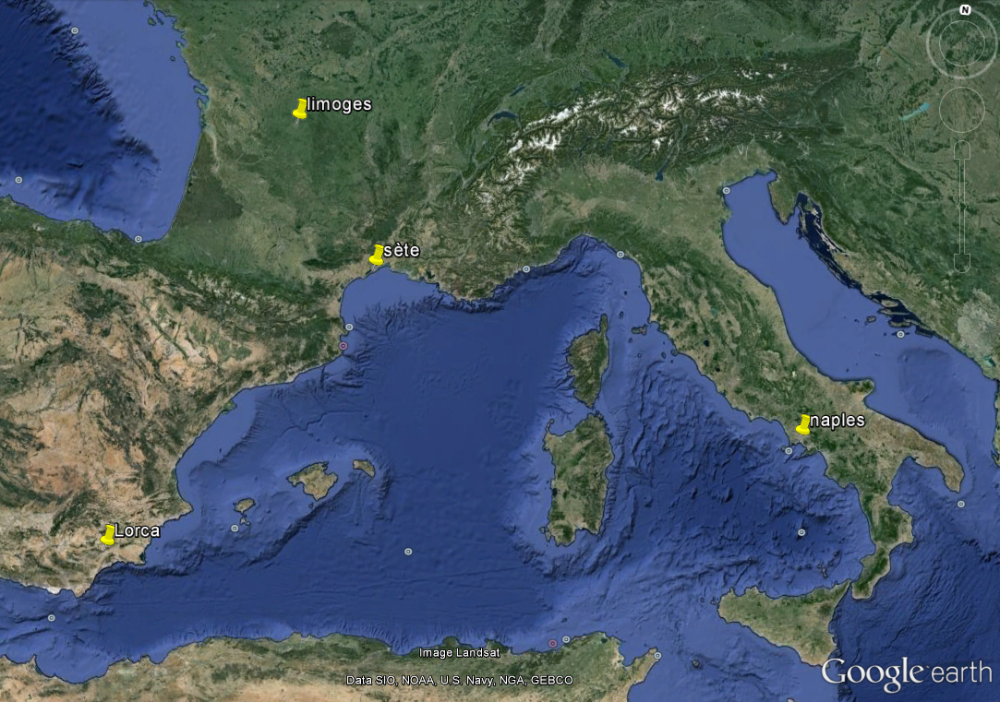 N
limoges
sète
naples
Lorca
Image Landsat
Data SIO, NOAA, U.S. Navy, NGA, GEBCO
Google earth